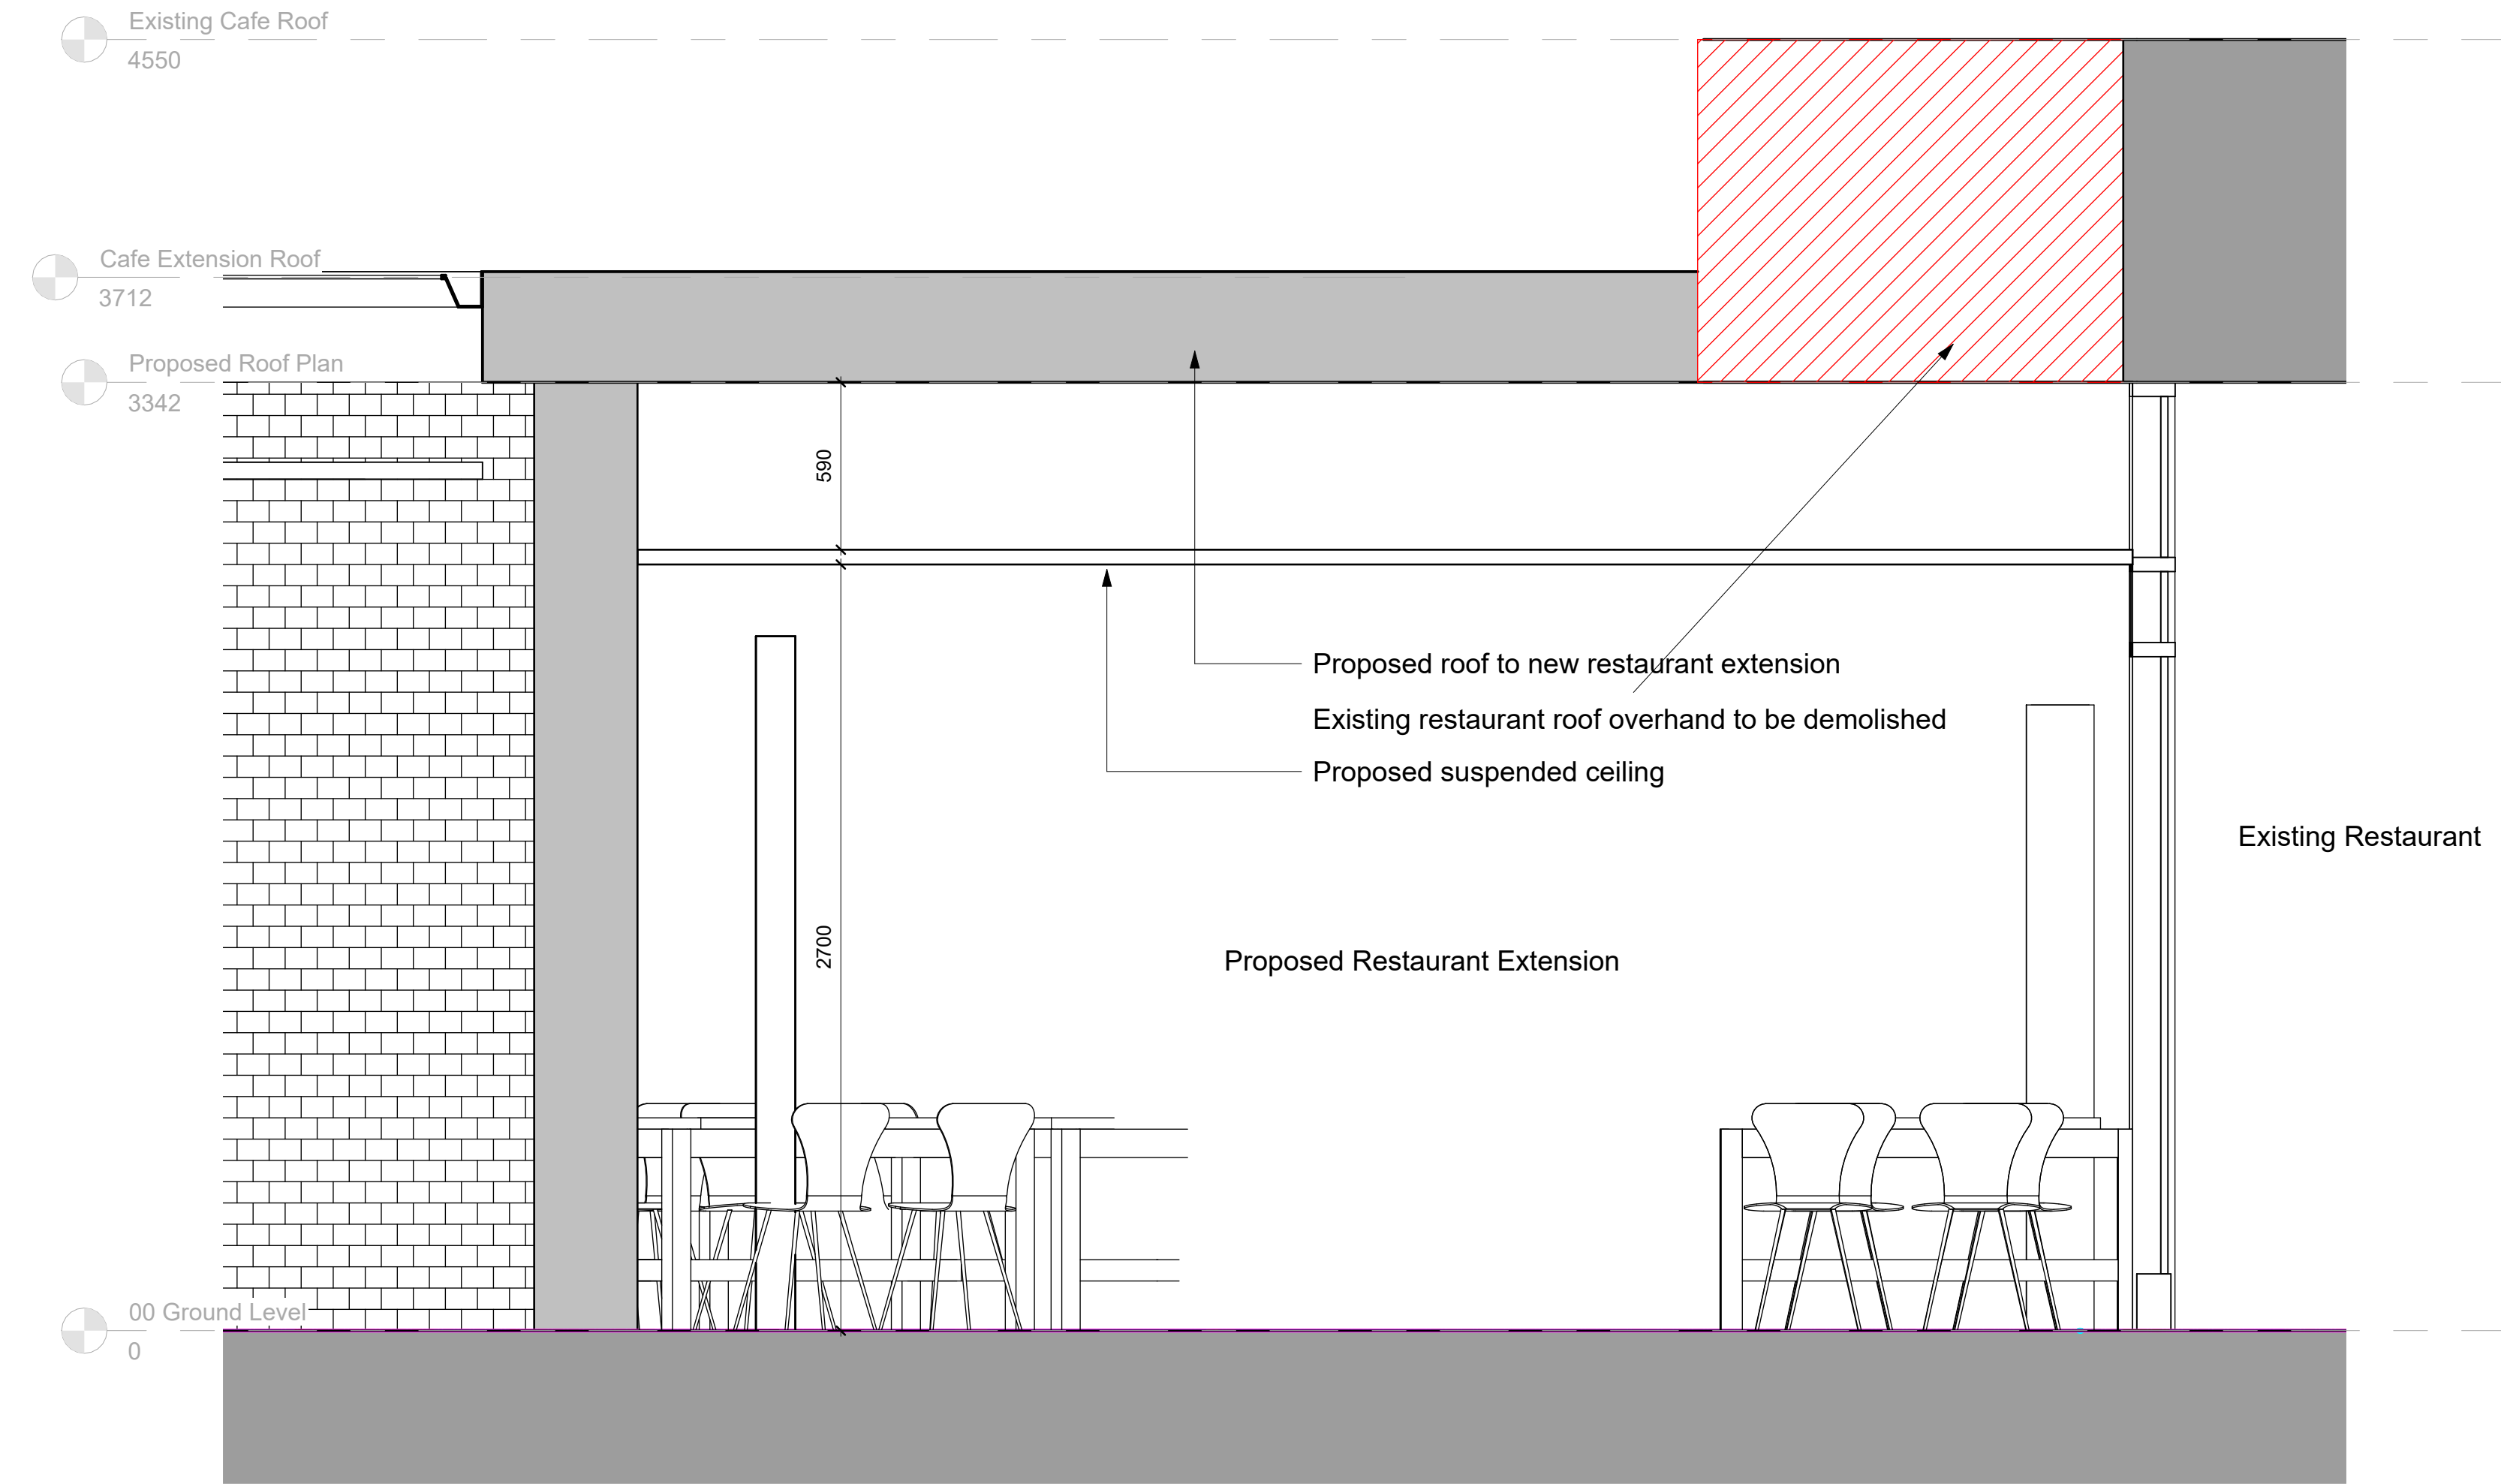 Existing Cafe Roof
4550
Cafe Extension Roof
3712
Proposed Roof Plan
3342
590
Proposed roof to new restaurant extension
Existing restaurant roof overhand to be demolished
Proposed suspended ceiling
Existing Restaurant
2700
Proposed Restaurant Extension
00 Ground Level
0